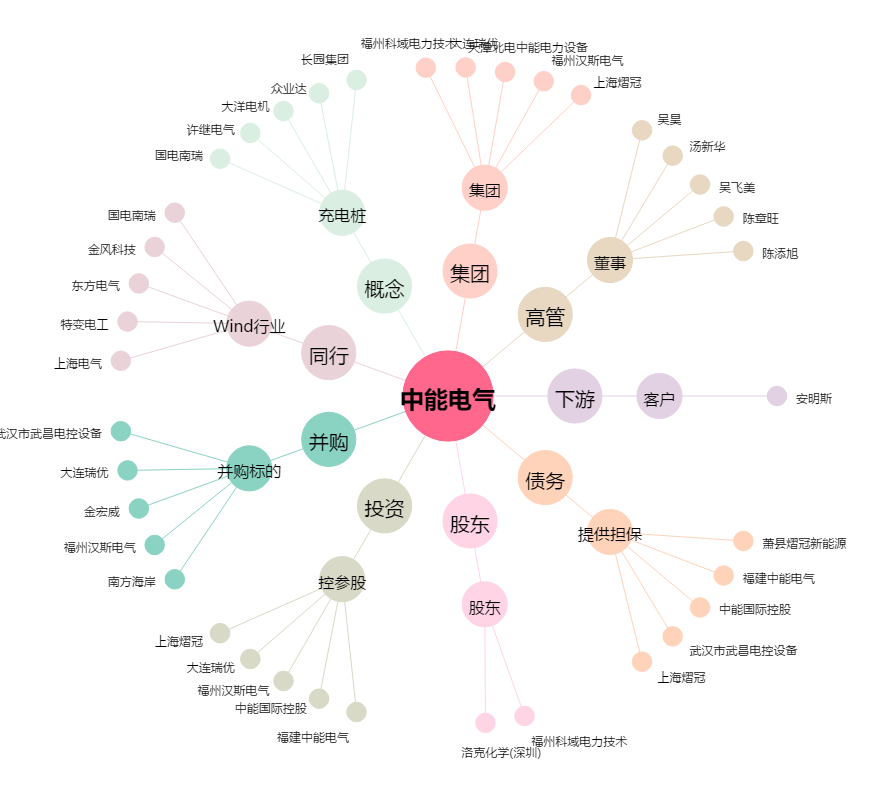 福州科域电力技术
大连瑞优
天津北电中能电力设备
福州汉斯电气
上海熠冠
长园集团
众业达
大洋电机
许继电气
国电南瑞
吴昊
汤新华
吴飞美
陈章旺
陈添旭
集团
充电桩
国电南瑞
金风科技
东方电气
特变电工
上海电气
董事
集团
概念
高管
Wind行业
同行
中能电气
下游
客户
安明斯
并购
并购标的
武汉市武昌电控设备
大连瑞优
金宏威
福州汉斯电气
南方海岸
投资
股东
债务
提供担保
萧县熠冠新能源
福建中能电气
中能国际控股
武汉市武昌电控设备
上海熠冠
控参股
股东
上海熠冠
大连瑞优
福州汉斯电气
中能国际控股
福建中能电气
洛克化学(深圳)
福州科域电力技术